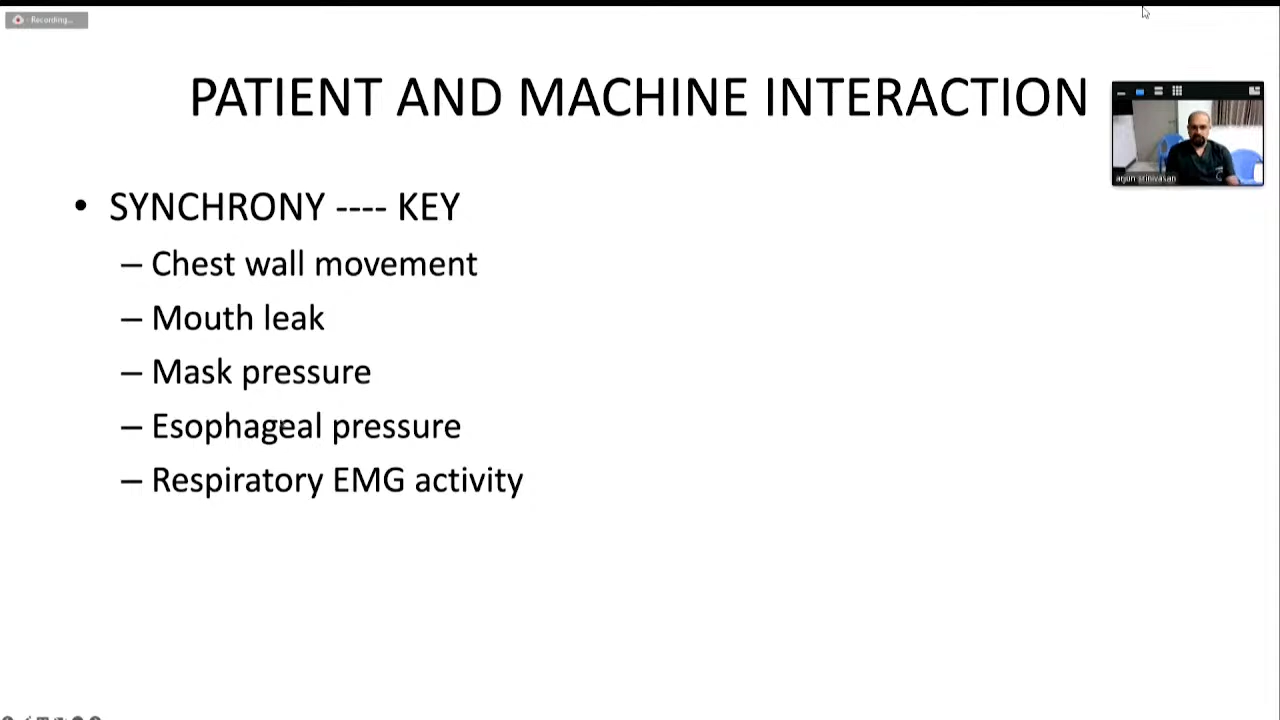 Recording...
PATIENT AND MACHINE INTERACTION
arjun srinivasan
• SYNCHRONY ---- KEY
– Chest wall movement
– Mouth leak
– Mask pressure
– Esophageal pressure
– Respiratory EMG activity